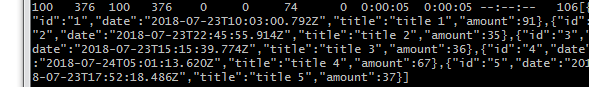 100   376  100   376    0     0     74      0  0:00:05  0:00:05 --:--:--   106[{
"id":"1","date":"2018-07-23T10:03:00.792Z","title":"title 1","amount":91},{"id":
"2","date":"2018-07-23T22:45:55.914Z","title":"title 2","amount":35},{"id":"3","
date":"2018-07-23T15:15:39.774Z","title":"title 3","amount":36},{"id":"4","date"
:"2018-07-24T05:01:13.620Z","title":"title 4","amount":67},{"id":"5","date":"201
8-07-23T17:52:18.486Z","title":"title 5","amount":37}]